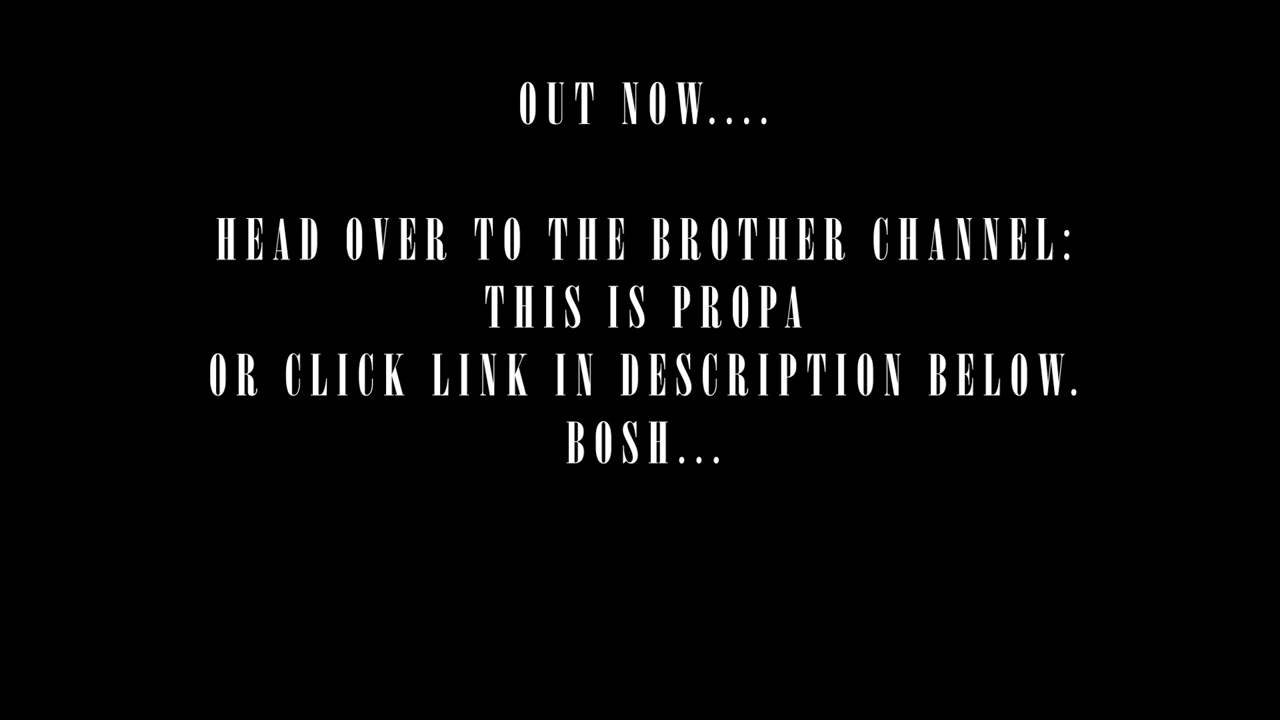 OUT NOW....
HEAD OVER TO THE BROTHER CHANNEL:
THIS IS PROPA
OR CLICK LINK IN DESCRIPTION BELOW.
BOSH...